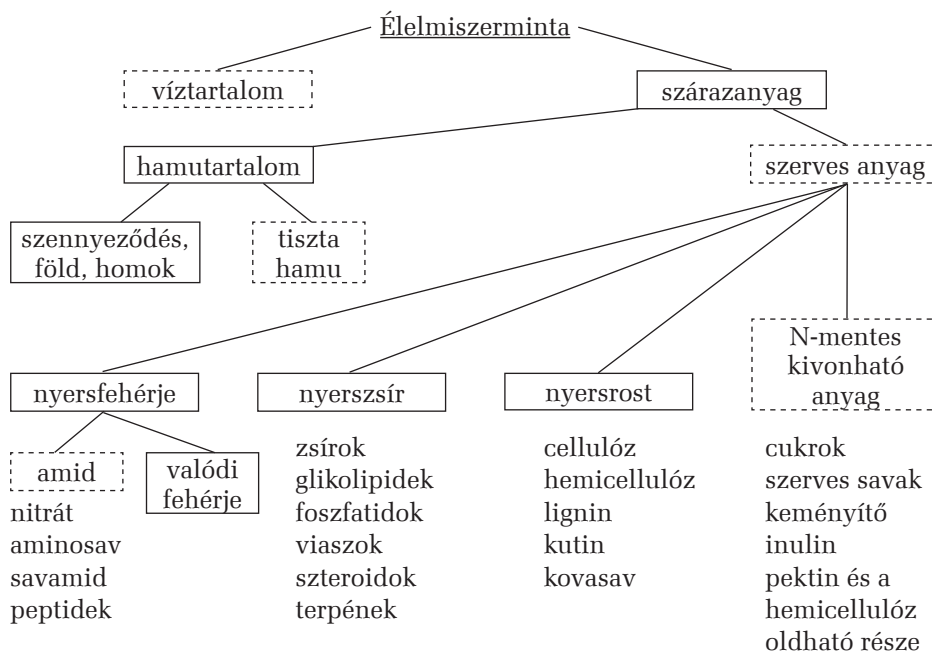 Élelmiszerminta
víztartalom
szárazanyag
hamutartalom
szerves anyag
szennyeződés,
föld, homok
tiszta
hamu
nyersfehérje
nyerszsír
nyersrost
N-mentes
kivonható
anyag
amid
valódi
fehérje
nitrát
aminosav
savamid
peptidek
zsírok
glikolipidek
foszfatidok
viaszok
szteroidok
terpének
cellulóz
hemicellulóz
lignin
kutin
kovasav
cukrok
szerves savak
keményítő
inulin
pektin és a
hemicellulóz
oldható része